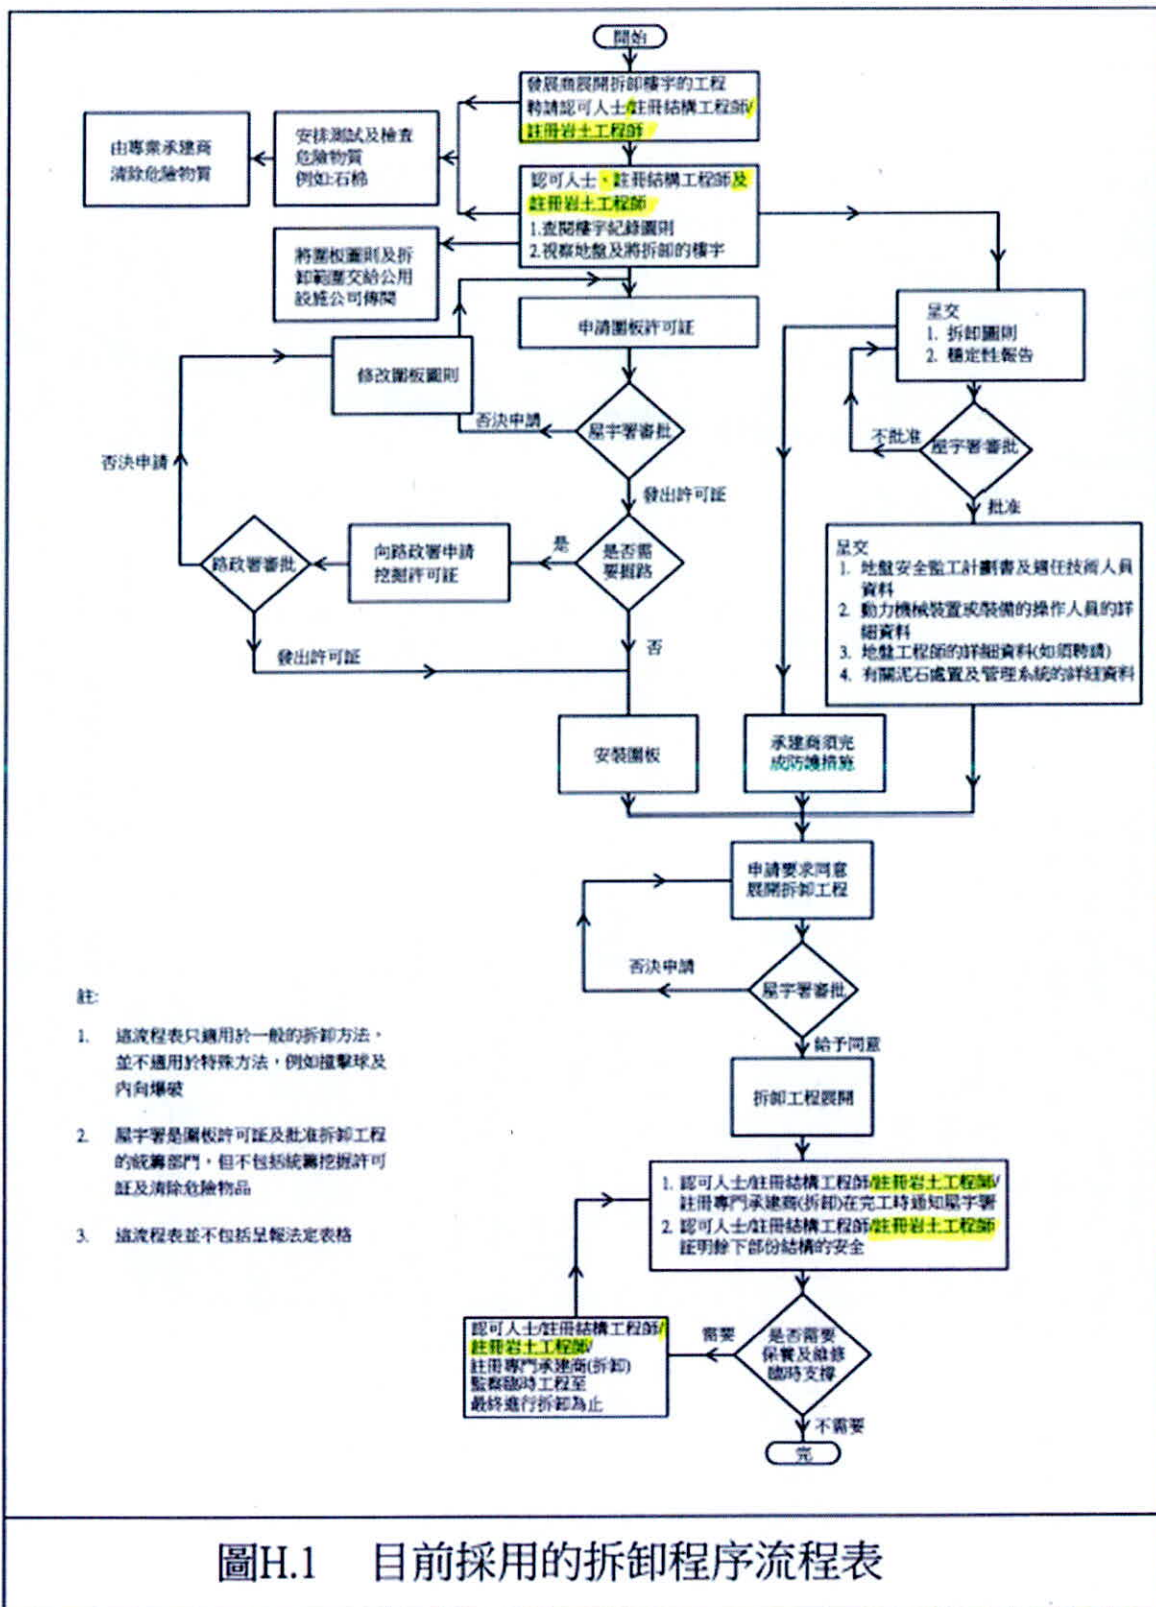 開始
發展商展開拆卸樓宇的工程
聘請認可人士/註冊結構工程師/
註冊岩土工程師
安排測試及檢查
危險物質
例如:石棉
由專業承建商
清除危險物質
認可人士、註冊結構工程師及
註冊岩土工程師
1.查閱樓宇紀錄圖則
2.視察地盤及將拆卸的樓宇
將圍板圖則及拆
卸範圍交給公用
設施公司傳閱
申請圍板許可証
呈交
1. 拆卸圖則
2. 穩定性報告
修改圍板圖則
否決申請
屋宇署審批
不批准
屋宇署審批
否決申請
發出許可証
批准
路政署審批
向路政署申請
挖掘許可証
是
是否需
要掘路
呈交
1. 地盤安全監工計劃書及適任技術人員
資料
2. 動力機械裝置或裝備的操作人員的詳
細資料
3. 地盤工程師的詳細資料(如須聘請)
4. 有關泥石處置及管理系統的詳細資料
發出許可証
否
安裝圍板
承建商須完
成防護措施
申請要求同意
展開拆卸工程
否決申請
屋宇署審批
給予同意
拆卸工程展開
註:
1. 這流程表只適用於一般的拆卸方法，
並不適用於特殊方法，例如撞擊球及
內向爆破
2. 屋宇署是圍板許可証及批准拆卸工程
的統籌部門，但不包括統籌挖掘許可
証及清除危險物品
3. 這流程表並不包括呈報法定表格
1. 認可人士/註冊結構工程師/註冊岩土工程師/
註冊專門承建商(拆卸)在完工時通知屋宇署
2. 認可人士/註冊結構工程師/註冊岩土工程師
証明餘下部份結構的安全
認可人士/註冊結構工程師/
註冊岩土工程師/
註冊專門承建商(拆卸)
監察臨時工程至
最終進行拆卸為止
需要
是否需要
保養及維修
臨時支撐
不需要
完
圖H.1 目前採用的拆卸程序流程表